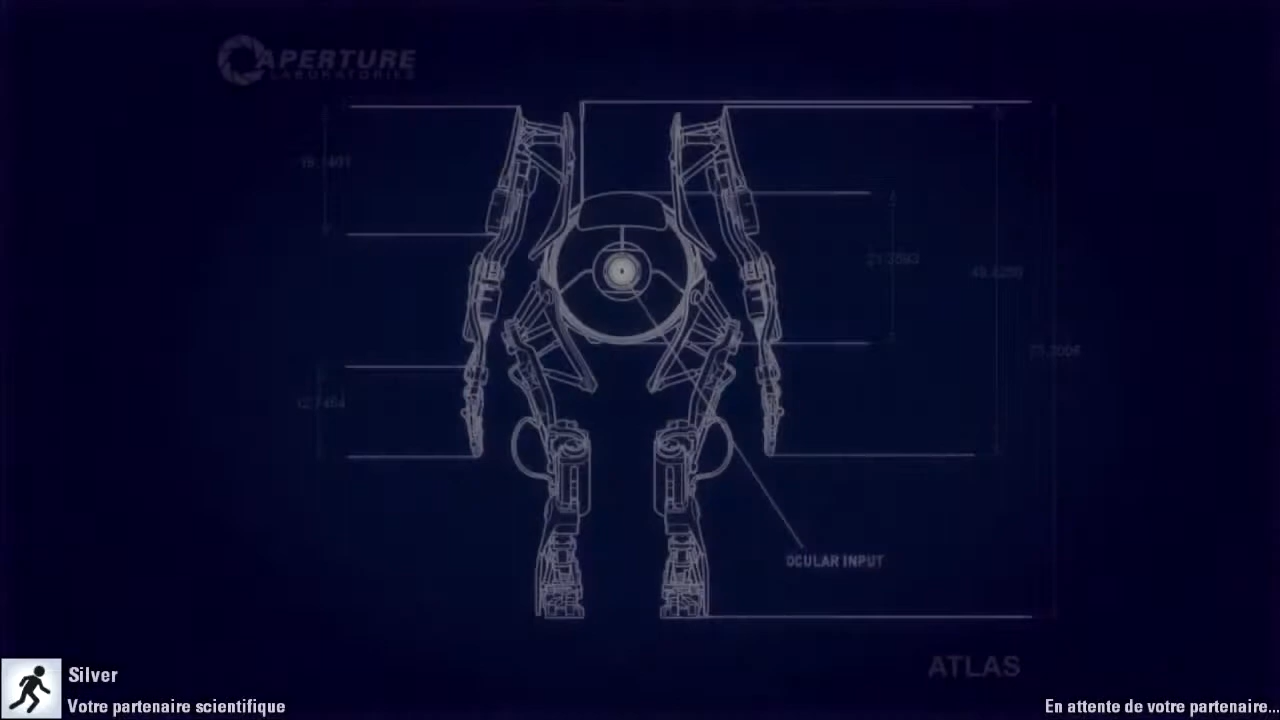 APERTURE
LABORATORIES
OCULAR INPUT
ATLAS
Silver
Votre partenaire scientifique
En attente de votre partenaire...